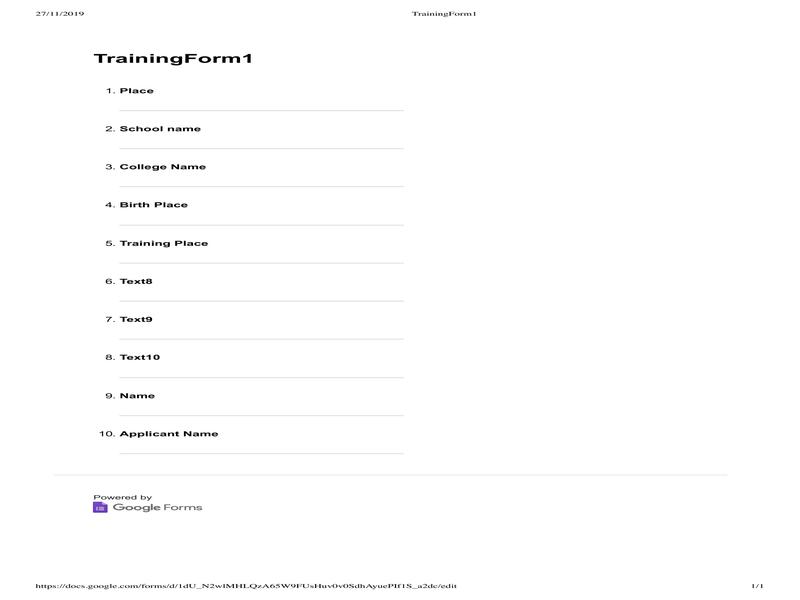 27/11/2019 TrainingForm1
TrainingForm1
1. Place
2. School name
3. College Name
4. Birth Place
5. Training Place
6. Text8
7. Text9
8. Text10
9. Name
10. Applicant Name
Powered by
Google Forms
https://docs.google.com/forms/d/1dU_N2wIMHLQzA65W9FUsHuv0v0SdhAyuePIf1S_a2dc/edit 1/1